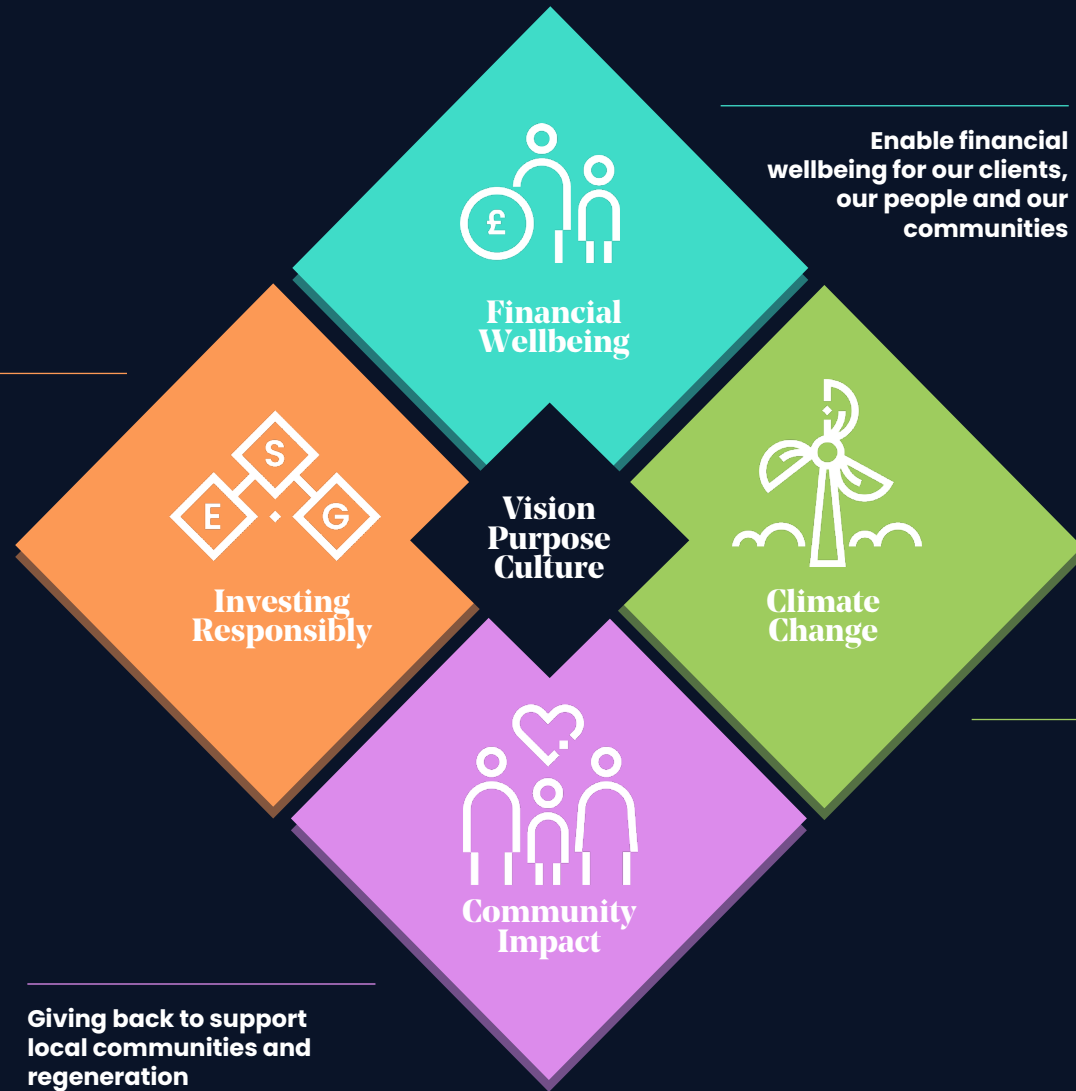 Enable financial
wellbeing for our clients,
our people and our
communities
£
Financial
Wellbeing
S
E
G
Investing
Responsibly
Vision
Purpose
Culture
Climate
Change
Community
Impact
Giving back to support
local communities and
regeneration